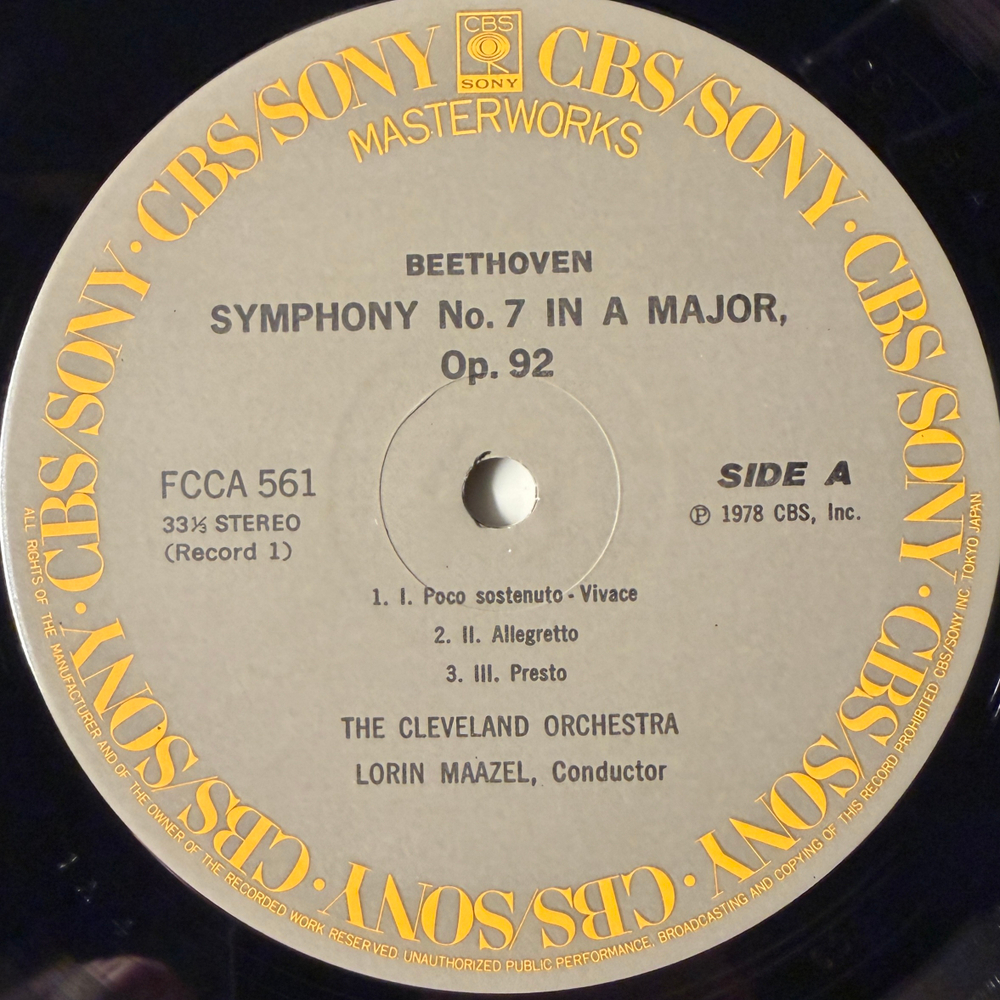 CBS
SONY
CBS/SONY · CBS/SONY · CBS/SONY · CBS/SONY · CBS/SONY · CBS/SONY · CBS/SONY · CBS/SONY
MASTERWORKS
BEETHOVEN
SYMPHONY No. 7 IN A MAJOR,
Op. 92
FCCA 561
33⅓ STEREO
(Record 1)
SIDE A
℗ 1978 CBS, Inc.
1. I. Poco sostenuto - Vivace
2. II. Allegretto
3. III. Presto
THE CLEVELAND ORCHESTRA
LORIN MAAZEL, Conductor
ALL RIGHTS OF THE MANUFACTURER AND OF THE OWNER OF THE RECORDED WORK RESERVED. UNAUTHORIZED PUBLIC PERFORMANCE, BROADCASTING AND COPYING OF THIS RECORD PROHIBITED CBS/SONY INC. TOKYO JAPAN.